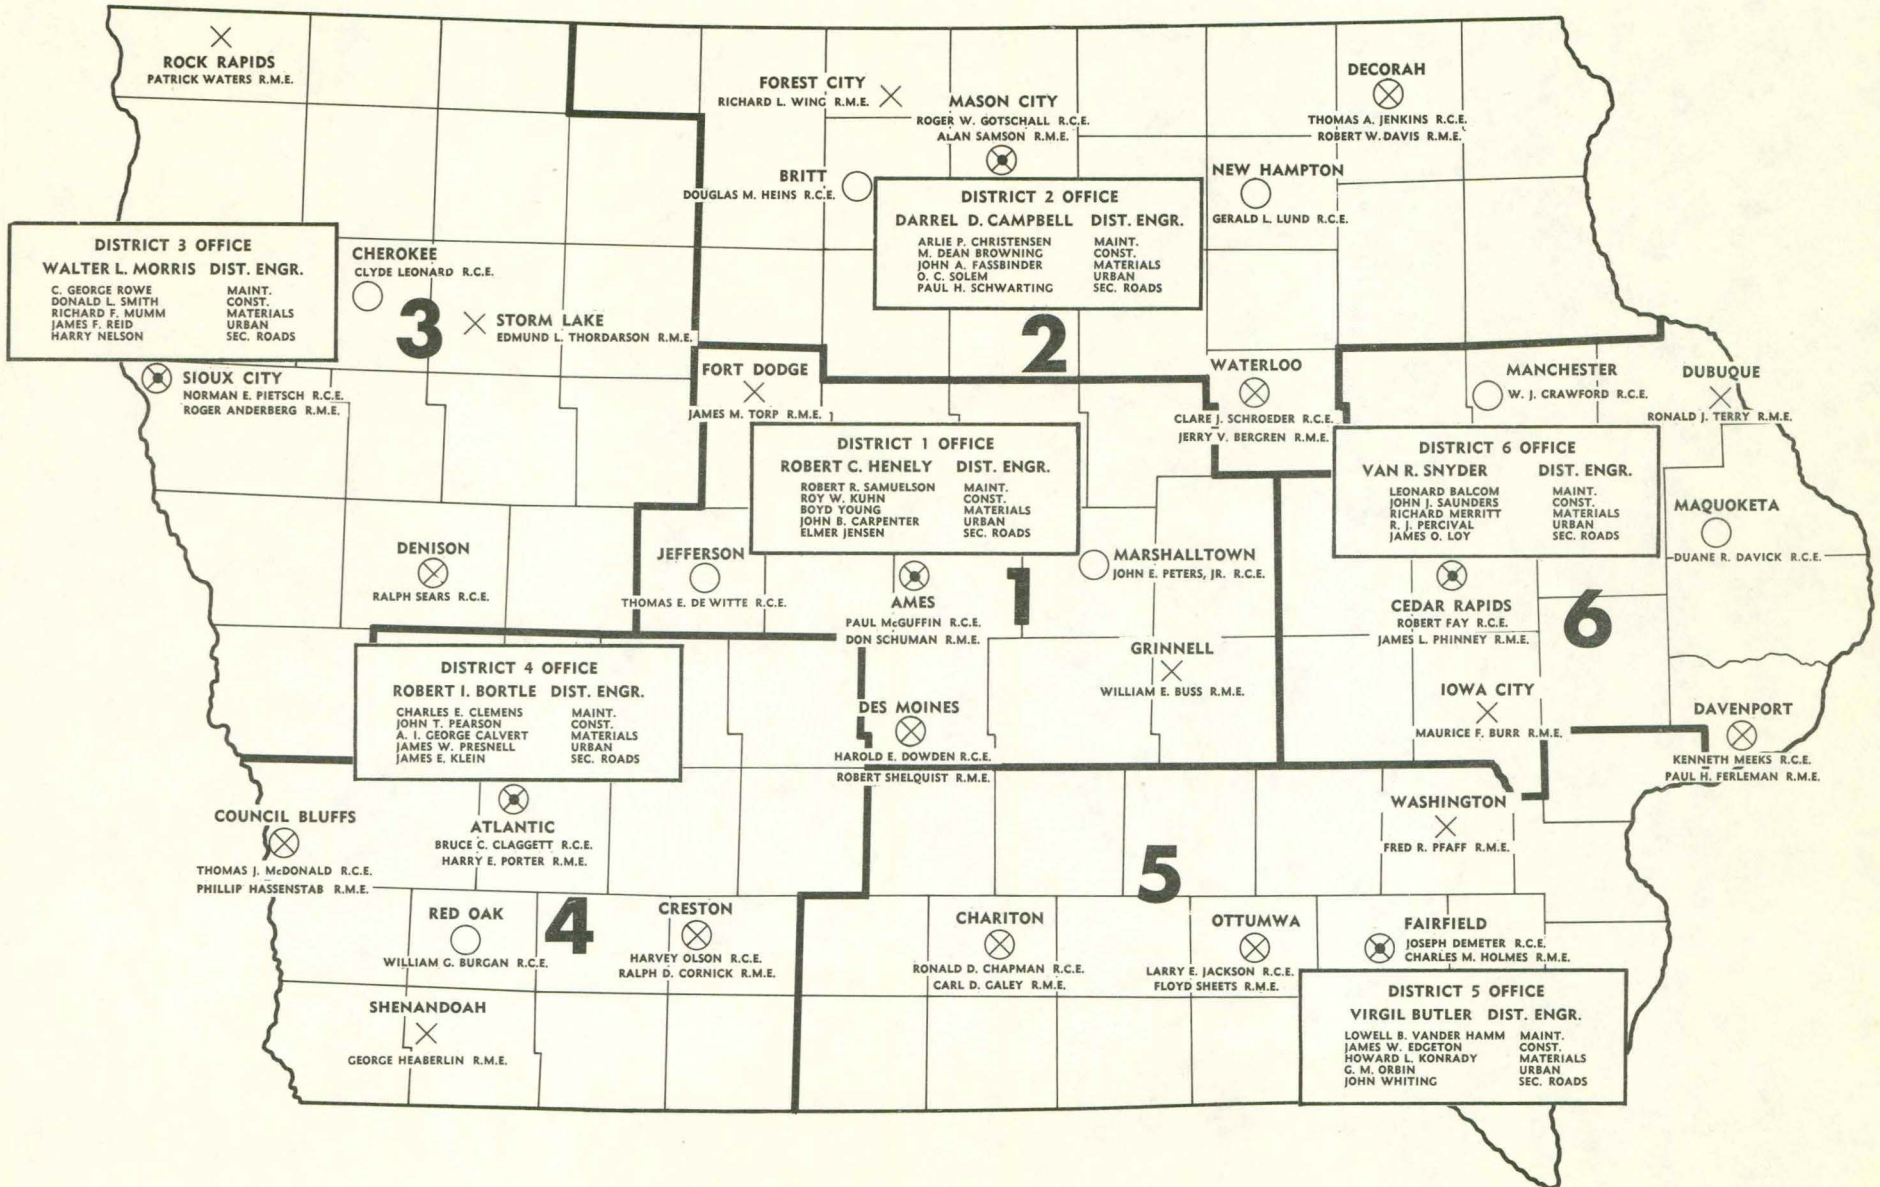 ROCK RAPIDS
PATRICK WATERS R.M.E.
FOREST CITY
RICHARD L. WING R.M.E.
MASON CITY
ROGER W. GOTSCHALL R.C.E.
ALAN SAMSON R.M.E.
DECORAH
THOMAS A. JENKINS R.C.E.
ROBERT W. DAVIS R.M.E.
BRITT
DOUGLAS M. HEINS R.C.E.
NEW HAMPTON
GERALD L. LUND R.C.E.
DISTRICT 2 OFFICE
DARREL D. CAMPBELL DIST. ENGR.
ARLIE P. CHRISTENSEN MAINT.
M. DEAN BROWNING CONST.
JOHN A. FASSBINDER MATERIALS
O. C. SOLEM URBAN
PAUL H. SCHWARTING SEC. ROADS
2
DISTRICT 3 OFFICE
WALTER L. MORRIS DIST. ENGR.
C. GEORGE ROWE MAINT.
DONALD L. SMITH CONST.
RICHARD F. MUMM MATERIALS
JAMES F. REID URBAN
HARRY NELSON SEC. ROADS
CHEROKEE
CLYDE LEONARD R.C.E.
3
STORM LAKE
EDMUND L. THORDARSON R.M.E.
SIOUX CITY
NORMAN E. PIETSCH R.C.E.
ROGER ANDERBERG R.M.E.
FORT DODGE
JAMES M. TORP R.M.E.
WATERLOO
CLARE J. SCHROEDER R.C.E.
JERRY V. BERGREN R.M.E.
MANCHESTER
W. J. CRAWFORD R.C.E.
DUBUQUE
RONALD J. TERRY R.M.E.
DISTRICT 1 OFFICE
ROBERT C. HENELY DIST. ENGR.
ROBERT R. SAMUELSON MAINT.
ROY W. KUHN CONST.
BOYD YOUNG MATERIALS
JOHN B. CARPENTER URBAN
ELMER JENSEN SEC. ROADS
DISTRICT 6 OFFICE
VAN R. SNYDER DIST. ENGR.
LEONARD BALCOM MAINT.
JOHN J. SAUNDERS CONST.
RICHARD MERRITT MATERIALS
R. J. PERCIVAL URBAN
JAMES O. LOY SEC. ROADS
MAQUOKETA
DUANE R. DAVICK R.C.E.
DENISON
RALPH SEARS R.C.E.
JEFFERSON
THOMAS E. DE WITTE R.C.E.
AMES
PAUL McGUFFIN R.C.E.
DON SCHUMAN R.M.E.
1
MARSHALLTOWN
JOHN E. PETERS, JR. R.C.E.
CEDAR RAPIDS
ROBERT FAY R.C.E.
JAMES L. PHINNEY R.M.E.
6
GRINNELL
WILLIAM E. BUSS R.M.E.
DISTRICT 4 OFFICE
ROBERT I. BORTLE DIST. ENGR.
CHARLES E. CLEMENS MAINT.
JOHN T. PEARSON CONST.
A. I. GEORGE CALVERT MATERIALS
JAMES W. PRESNELL URBAN
JAMES E. KLEIN SEC. ROADS
DES MOINES
HAROLD E. DOWDEN R.C.E.
ROBERT SHELQUIST R.M.E.
IOWA CITY
MAURICE F. BURR R.M.E.
DAVENPORT
KENNETH MEEKS R.C.E.
PAUL H. FERLEMAN R.M.E.
COUNCIL BLUFFS
THOMAS J. McDONALD R.C.E.
PHILLIP HASSENSTAB R.M.E.
ATLANTIC
BRUCE C. CLAGGETT R.C.E.
HARRY E. PORTER R.M.E.
WASHINGTON
FRED R. PFAFF R.M.E.
5
RED OAK
WILLIAM G. BURGAN R.C.E.
4
CRESTON
HARVEY OLSON R.C.E.
RALPH D. CORNICK R.M.E.
CHARITON
RONALD D. CHAPMAN R.C.E.
CARL D. GALEY R.M.E.
OTTUMWA
LARRY E. JACKSON R.C.E.
FLOYD SHEETS R.M.E.
FAIRFIELD
JOSEPH DEMETER R.C.E.
CHARLES M. HOLMES R.M.E.
SHENANDOAH
GEORGE HEABERLIN R.M.E.
DISTRICT 5 OFFICE
VIRGIL BUTLER DIST. ENGR.
LOWELL B. VANDER HAMM MAINT.
JAMES W. EDGETON CONST.
HOWARD L. KONRADY MATERIALS
G. M. ORBIN URBAN
JOHN WHITING SEC. ROADS